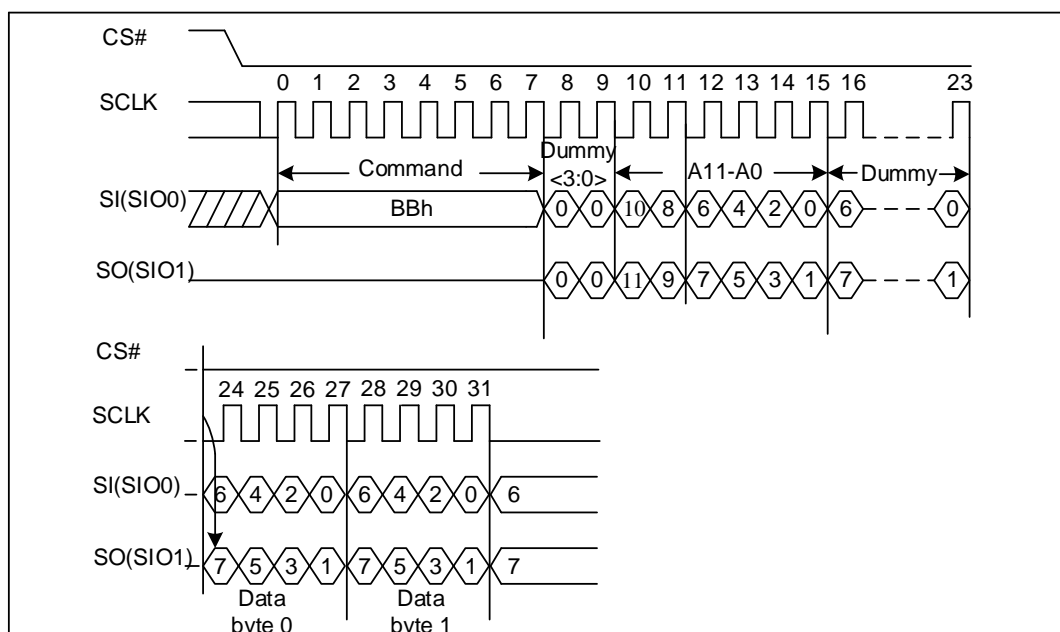 CS#
0 1 2 3 4 5 6 7 8 9 10 11 12 13 14 15 16 23
SCLK
Dummy
Command <3:0> A11-A0 Dummy
SI(SIO0) BBh 0 0 10 8 6 4 2 0 6 0
SO(SIO1) 0 0 11 9 7 5 3 1 7 1
CS#
24 25 26 27 28 29 30 31
SCLK
SI(SIO0) 6 4 2 0 6 4 2 0 6
SO(SIO1) 7 5 3 1 7 5 3 1 7
Data Data
byte 0 byte 1